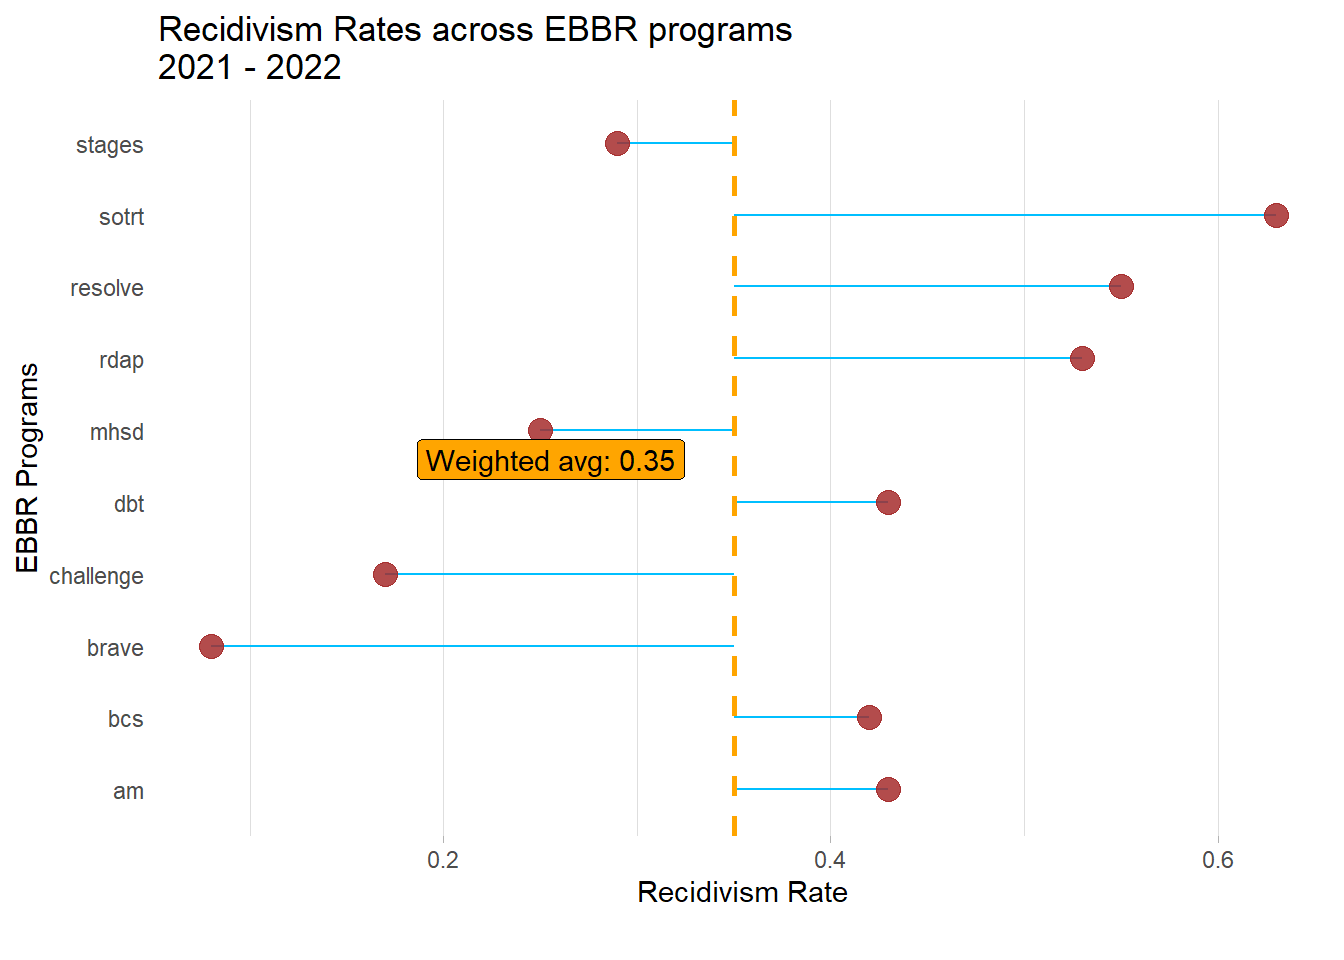 Recidivism Rates across EBBR programs
2021 - 2022
EBBR Programs
stages
sotrt
resolve
rdap
mhsd
Weighted avg: 0.35
dbt
challenge
brave
bcs
am
0.2 0.4 0.6
Recidivism Rate